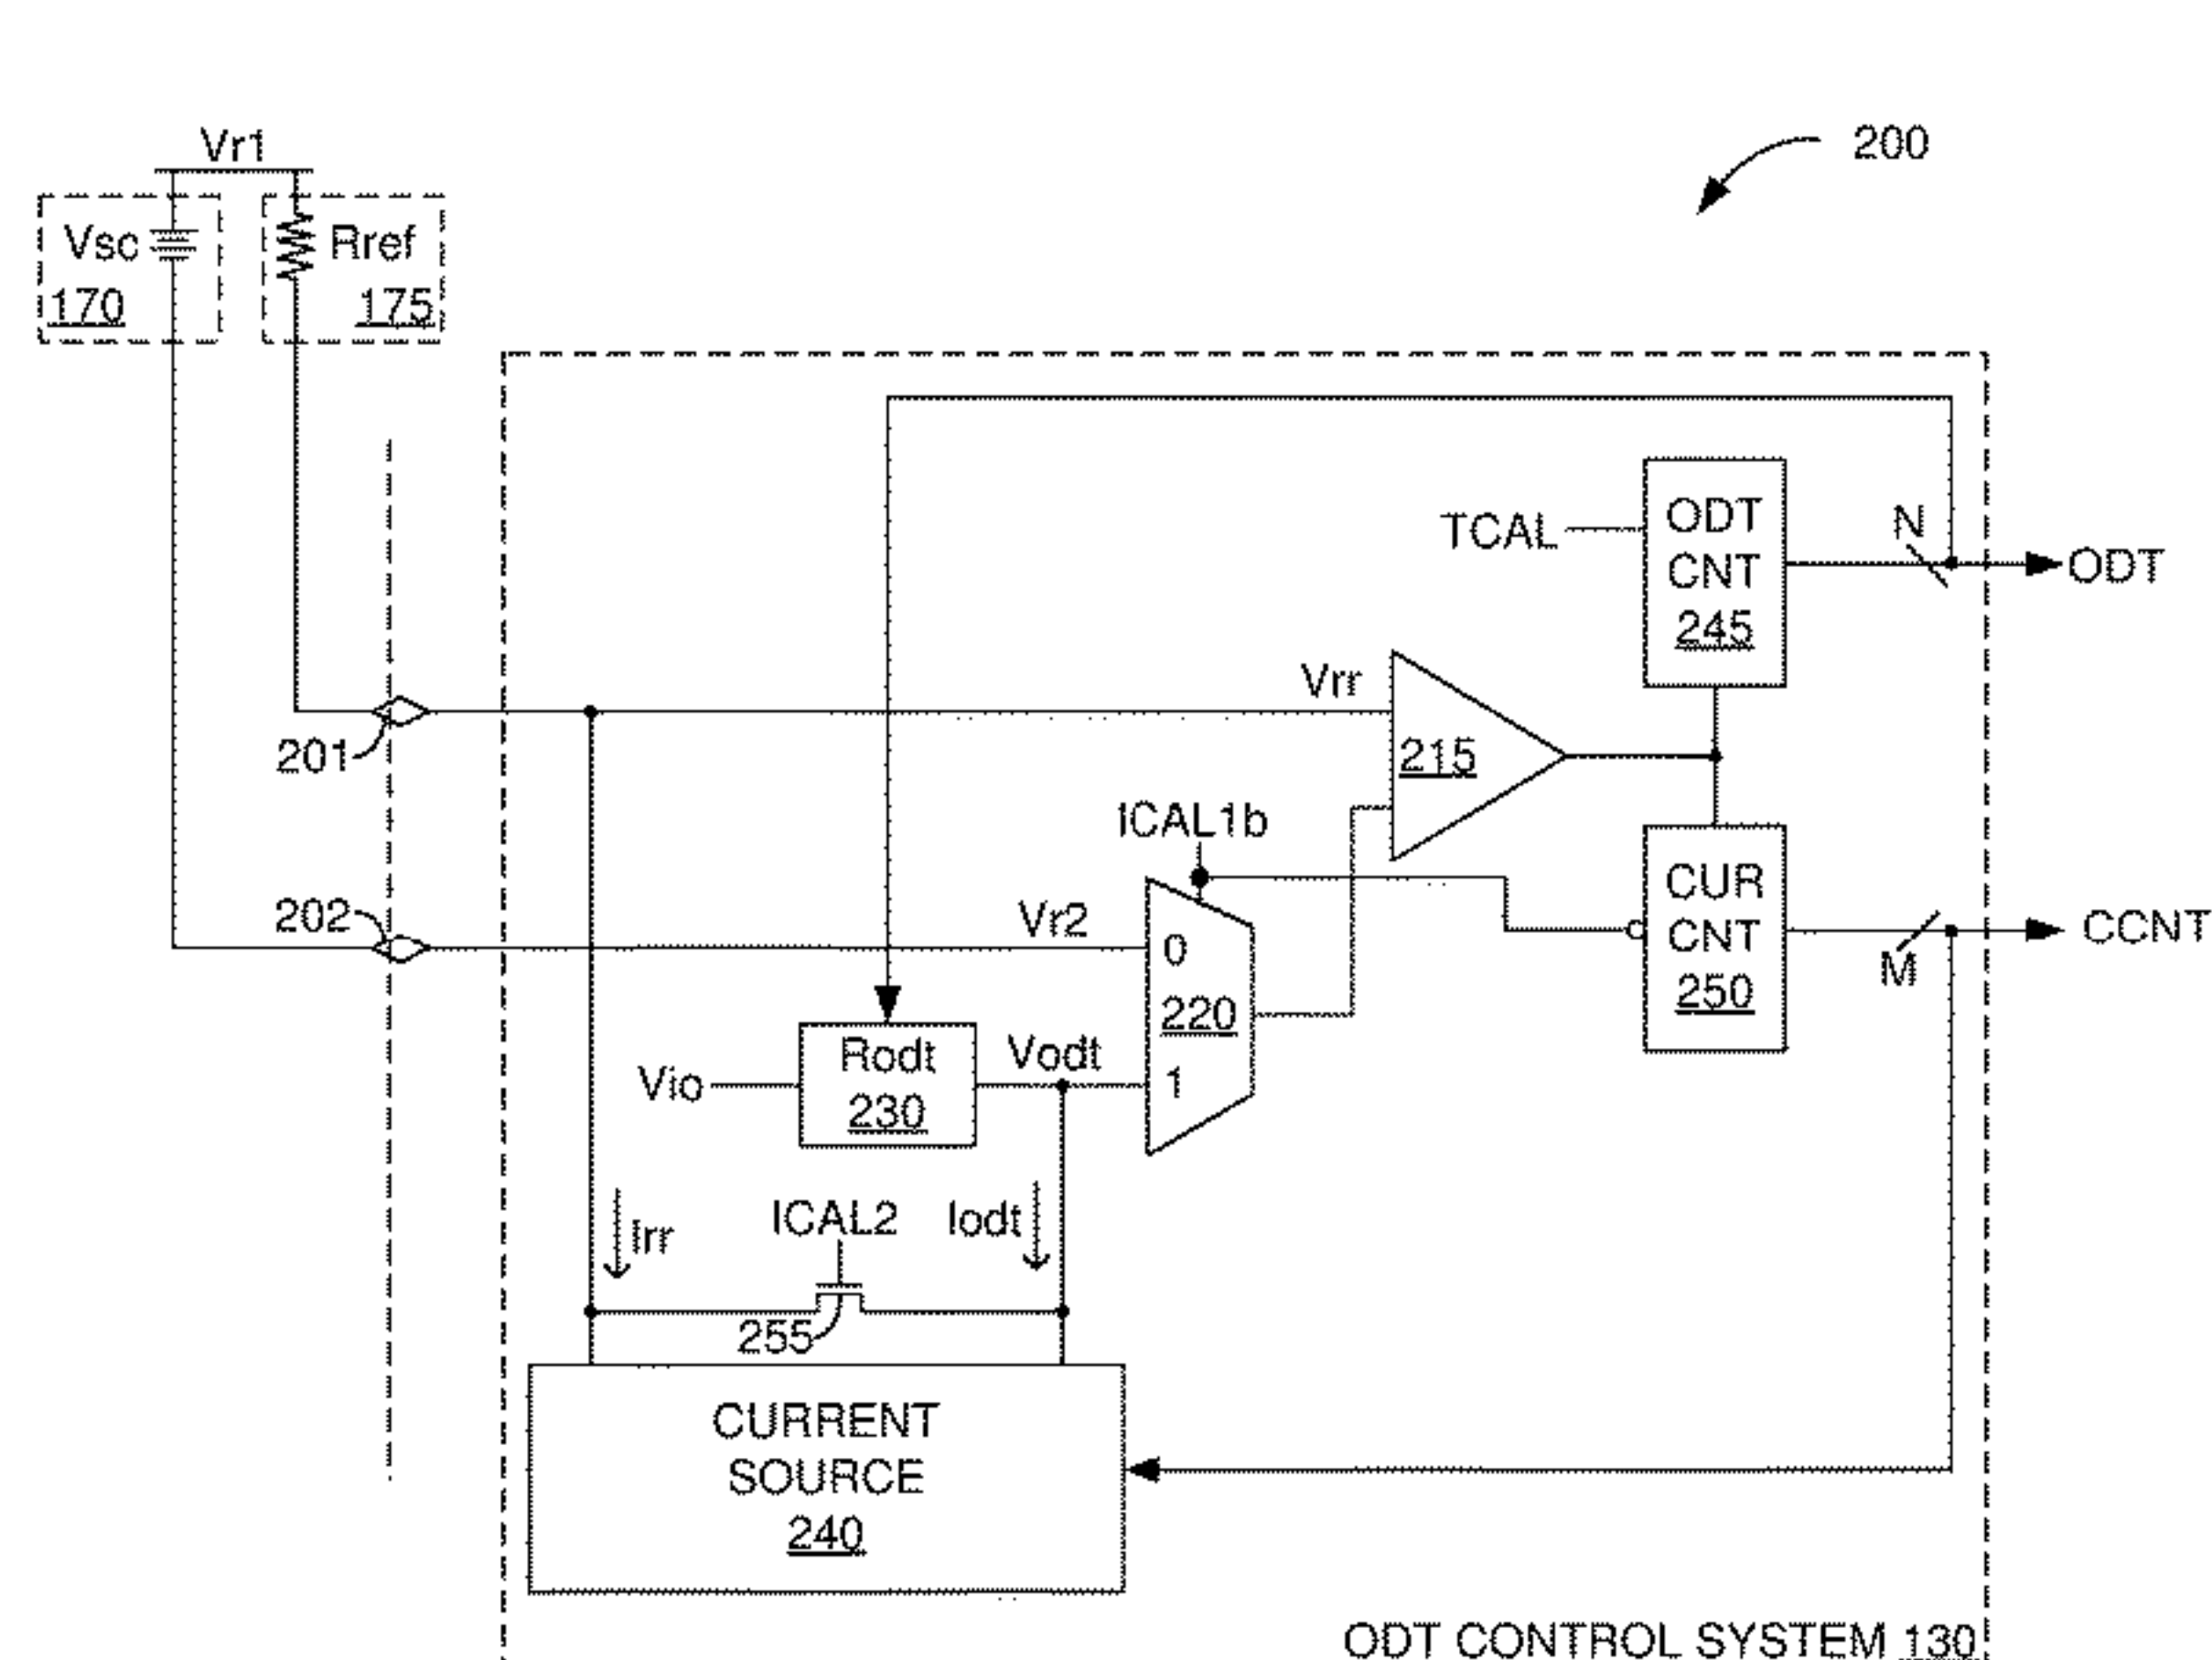 200
Vr1
Vsc
170
Rref
175
TCAL
ODT
CNT
245
N
ODT
Vrr
201
215
ICAL1b
202
Vr2
0
220
1
CUR
CNT
250
M
CCNT
Vio
Rodt
230
Vodt
Irr
ICAL2
Iodt
255
CURRENT
SOURCE
240
ODT CONTROL SYSTEM 130